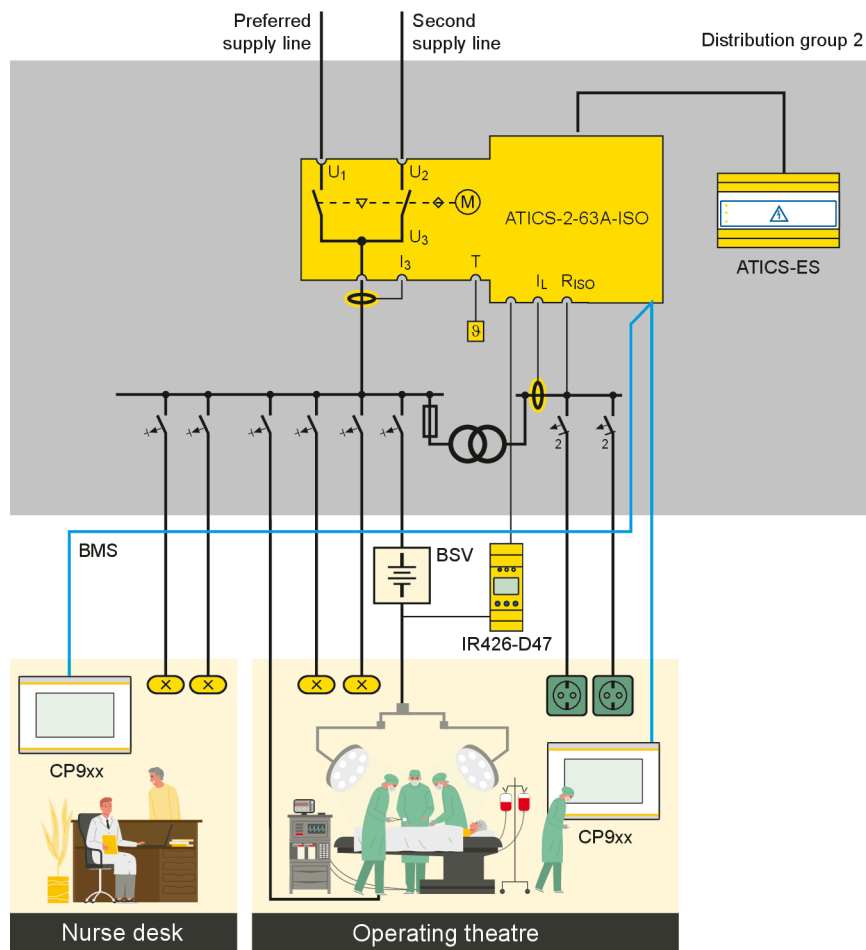 Preferred
supply line
Second
supply line
Distribution group 2
U1
U2
M
ATICS-2-63A-ISO
U3
I3
T
IL
RISO
ATICS-ES
ϑ
2
2
BMS
BSV
IR426-D47
CP9xx
CP9xx
Nurse desk
Operating theatre